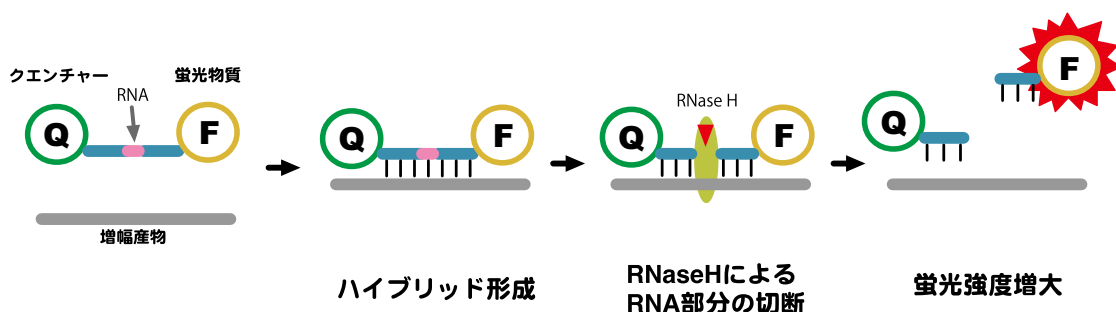 クエンチャー
蛍光物質
RNA
Q
F
増幅産物
Q
F
ハイブリッド形成
RNase H
Q
F
RNaseHによる
RNA部分の切断
F
Q
蛍光強度増大